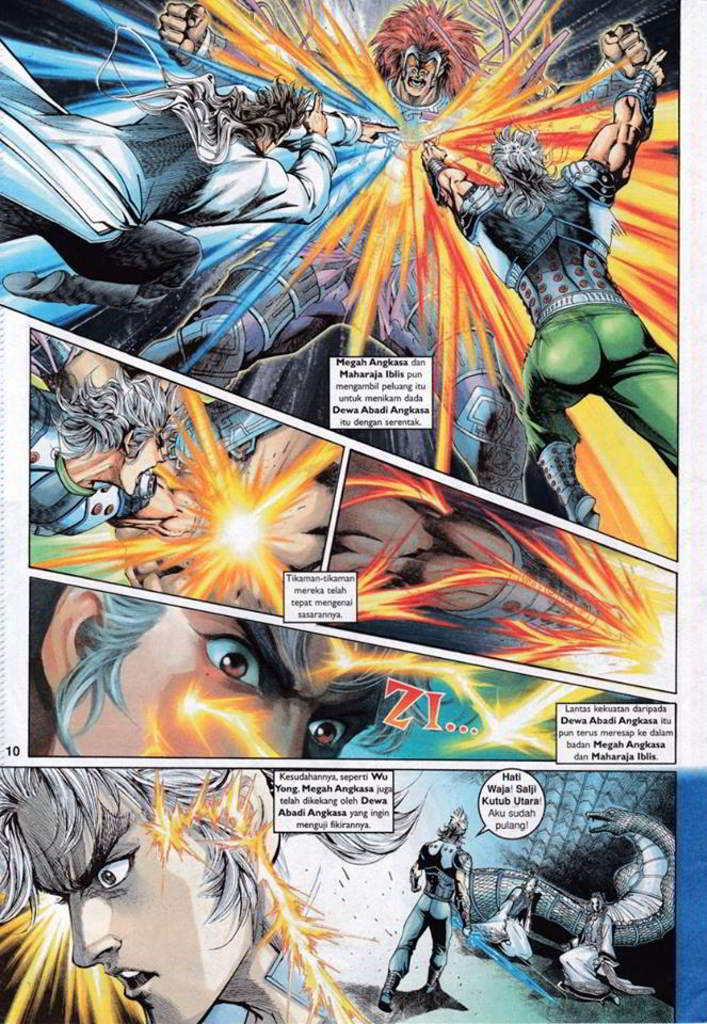 Megah Angkasa dan
Maharaja Iblis pun
mengambil peluang itu
untuk menikam dada
Dewa Abadi Angkasa
itu dengan serentak.
Tikaman-tikaman
mereka telah
tepat mengenai
sasarannya.
ZI...
Lantas kekuatan daripada
Dewa Abadi Angkasa itu
pun terus meresap ke dalam
badan Megah Angkasa
dan Maharaja Iblis.
10
Kesudahannya, seperti Wu
Yong, Megah Angkasa juga
telah dikekang oleh Dewa
Abadi Angkasa yang ingin
menguji fikirannya.
Hati
Waja! Salji
Kutub Utara!
Aku sudah
pulang!